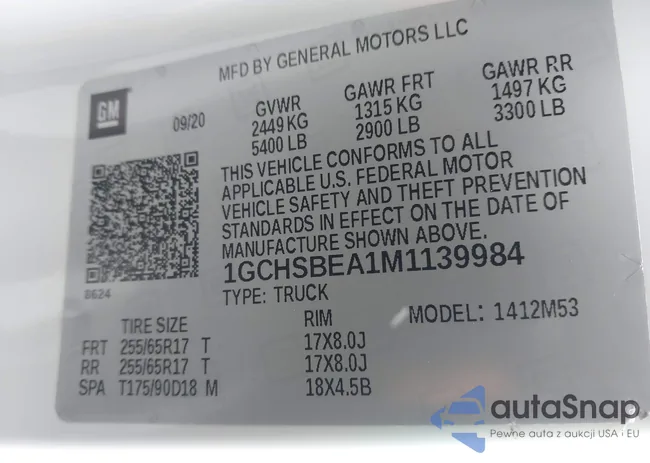 MFD BY GENERAL MOTORS LLC
GM
09/20
GVWR GAWR FRT GAWR RR
2449 KG 1315 KG 1497 KG
5400 LB 2900 LB 3300 LB
THIS VEHICLE CONFORMS TO ALL
APPLICABLE U.S. FEDERAL MOTOR
VEHICLE SAFETY AND THEFT PREVENTION
STANDARDS IN EFFECT ON THE DATE OF
MANUFACTURE SHOWN ABOVE.
1GCHSBEA1M1139984
8624
TYPE: TRUCK
MODEL: 1412M53
TIRE SIZE RIM
FRT 255/65R17 T 17X8.0J
RR 255/65R17 T 17X8.0J
SPA T175/90D18 M 18X4.5B
autaSnap
Pewne auta z aukcji USA i EU